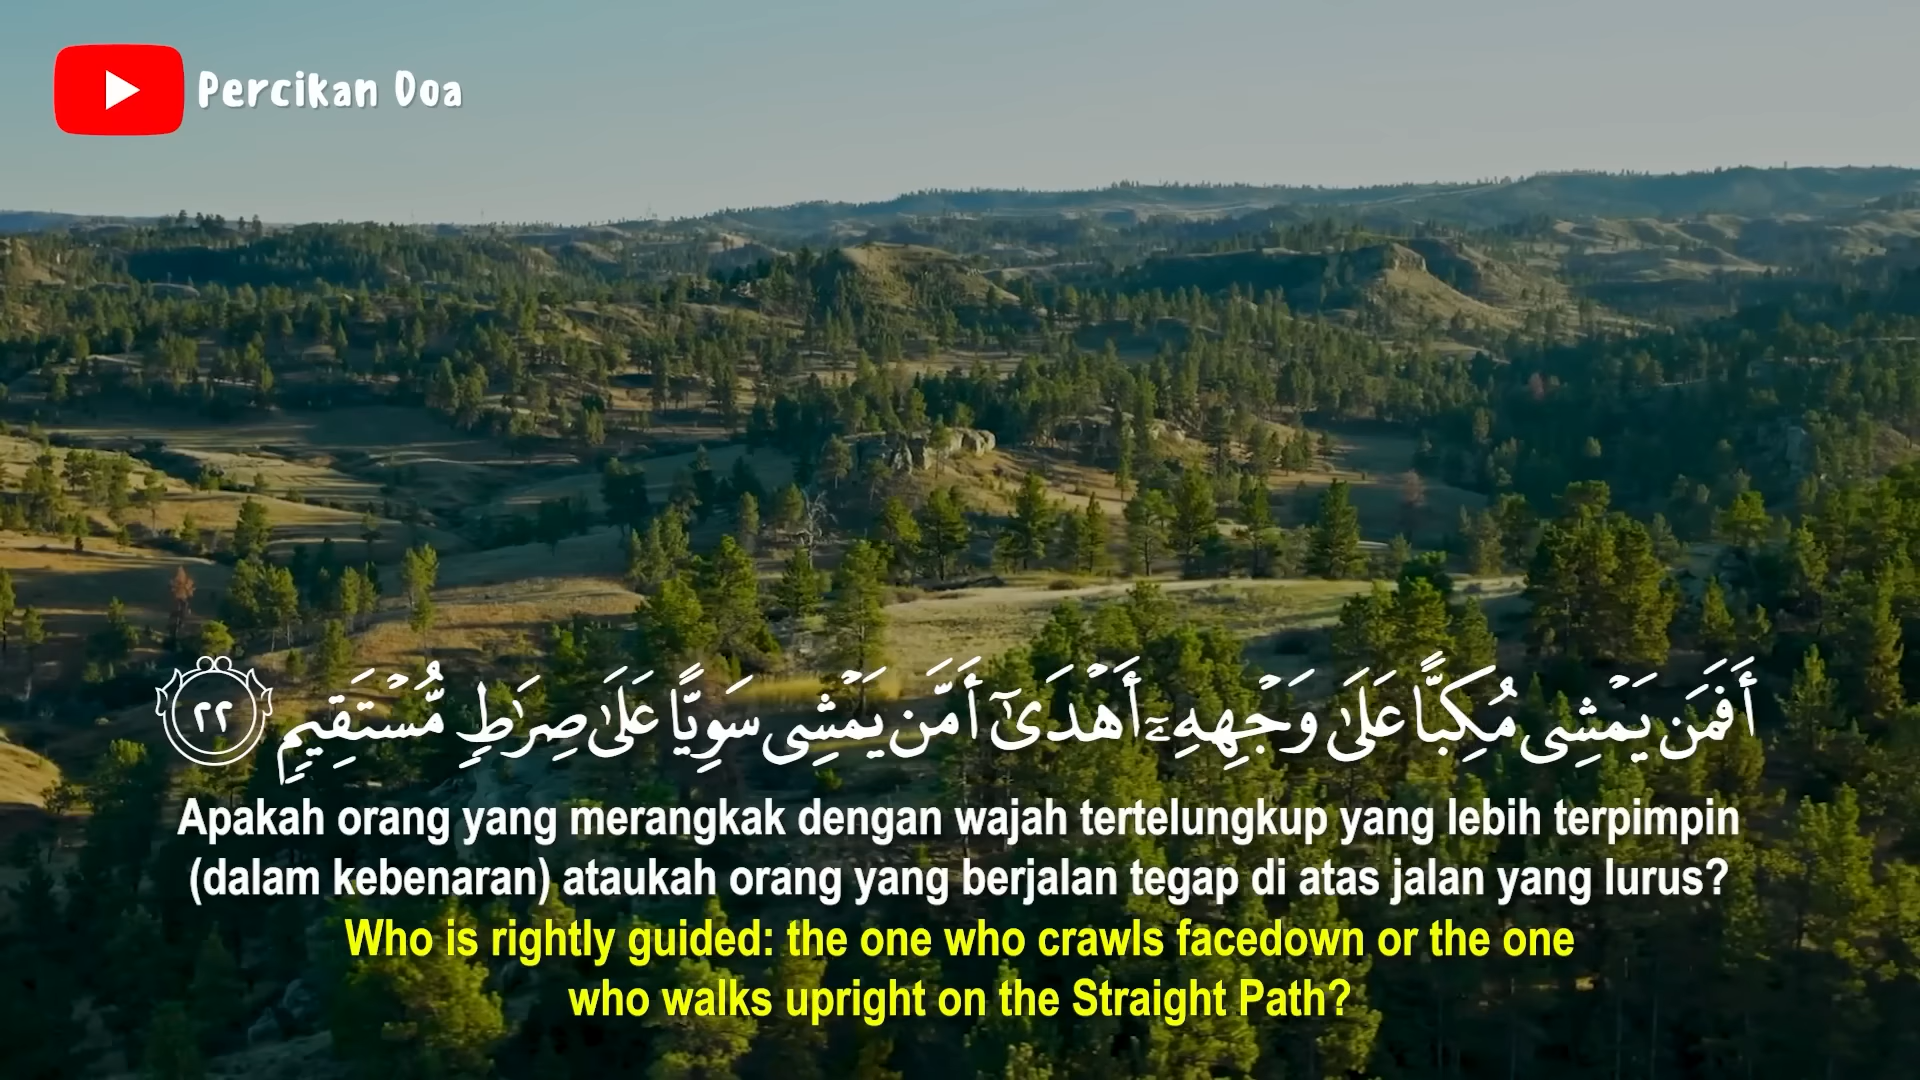 Percikan Doa
أَفَمَن يَمۡشِى مُكِبًّا عَلَىٰ وَجۡهِهِۦٓ أَهۡدَىٰٓ أَمَّن يَمۡشِى سَوِيًّا عَلَىٰ صِرَٰطٍ مُّسۡتَقِيمٍ ٢٢
Apakah orang yang merangkak dengan wajah tertelungkup yang lebih terpimpin
(dalam kebenaran) ataukah orang yang berjalan tegap di atas jalan yang lurus?
Who is rightly guided: the one who crawls facedown or the one
who walks upright on the Straight Path?